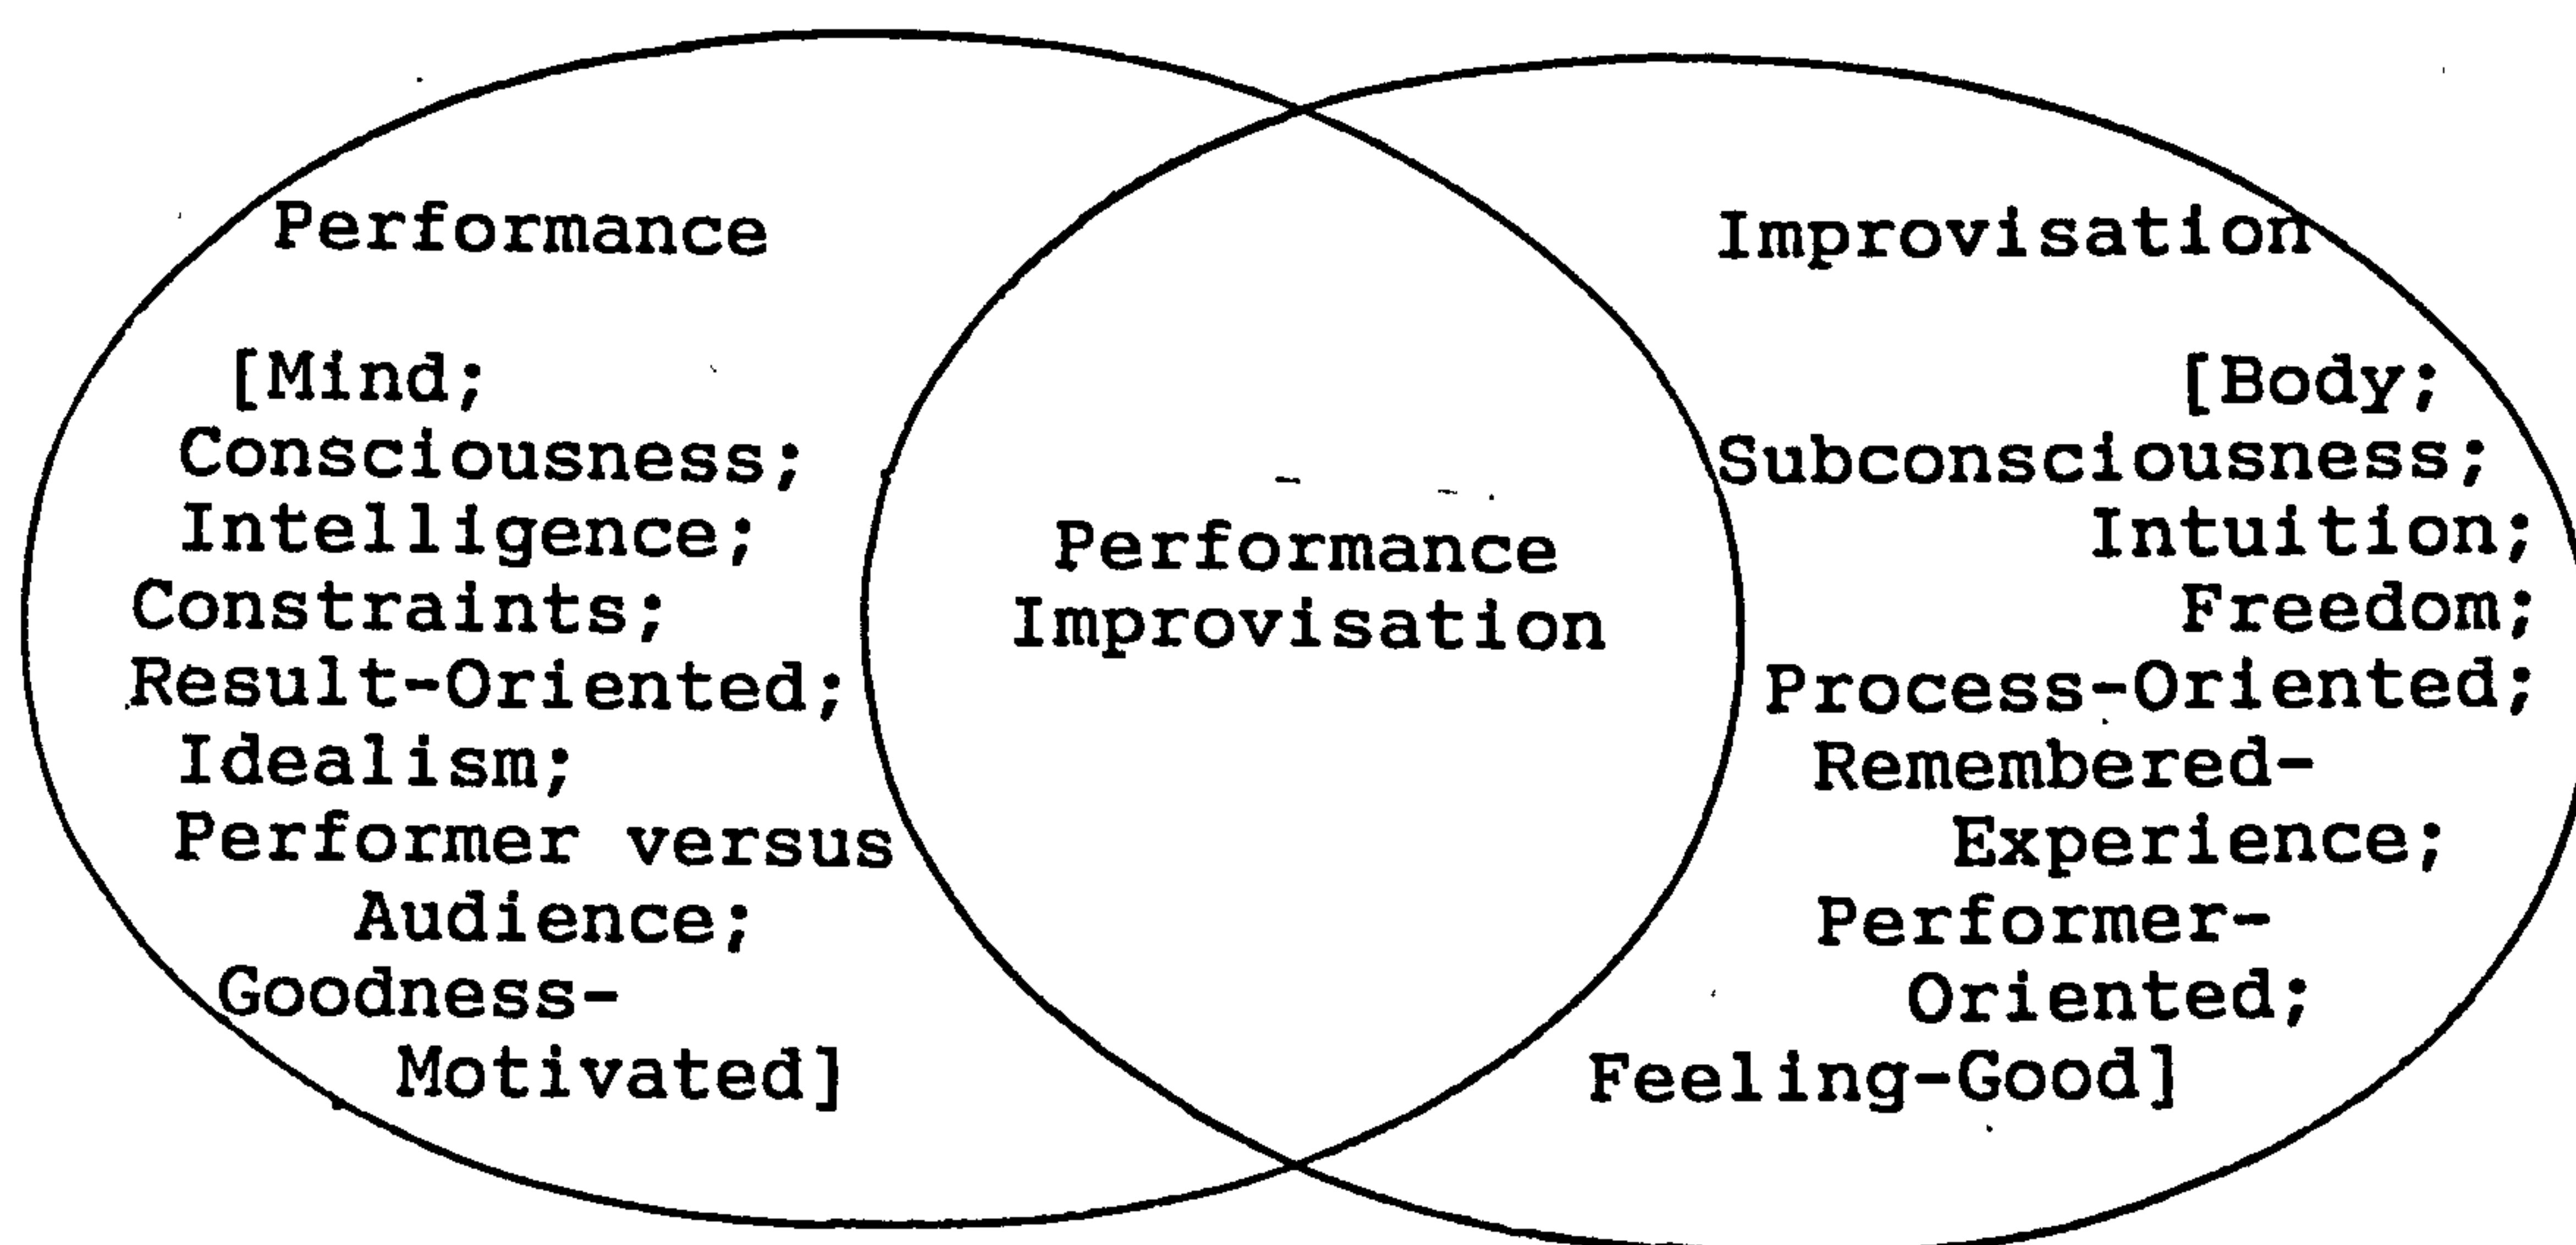 Performance
[Mind;
Consciousness;
Intelligence;
Constraints;
Result-Oriented;
Idealism;
Performer versus
Audience;
Goodness-
Motivated]
Performance
Improvisation
Improvisation
[Body;
Subconsciousness;
Intuition;
Freedom;
Process-Oriented;
Remembered-
Experience;
Performer-
Oriented;
Feeling-Good]